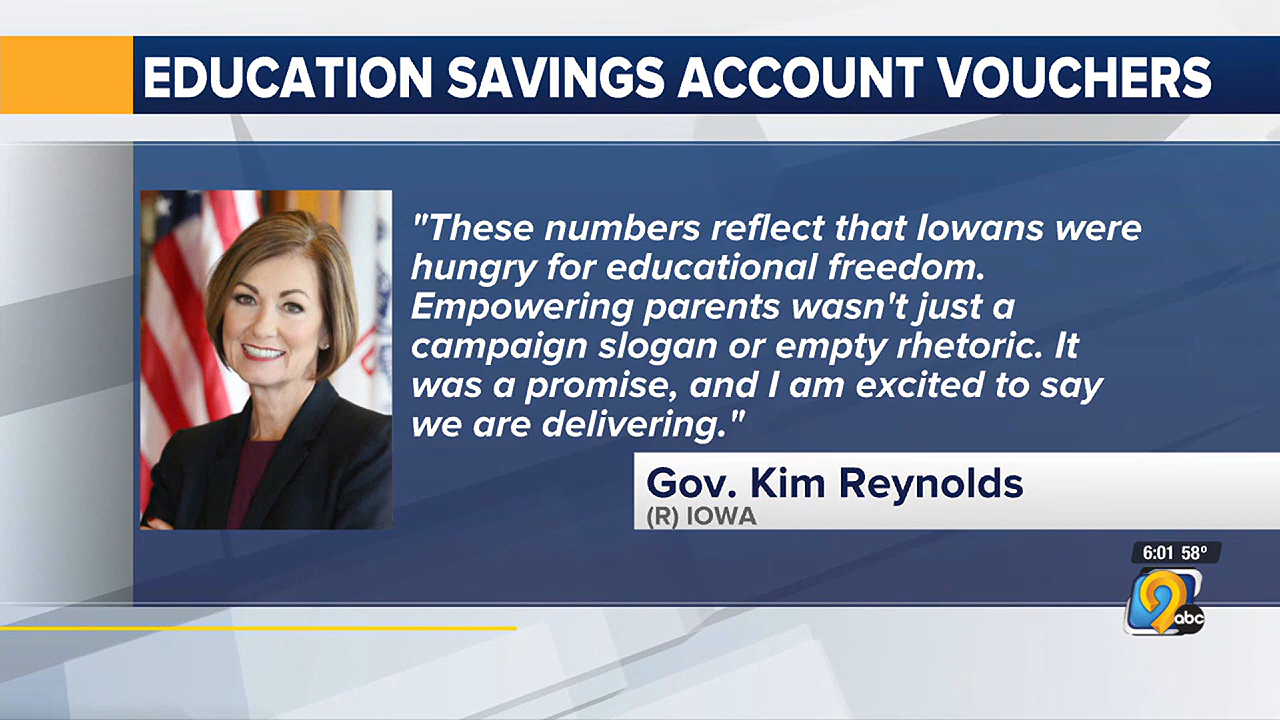 EDUCATION SAVINGS ACCOUNT VOUCHERS
"These numbers reflect that Iowans were
hungry for educational freedom.
Empowering parents wasn't just a
campaign slogan or empty rhetoric. It
was a promise, and I am excited to say
we are delivering."
Gov. Kim Reynolds
(R) IOWA
6:01 58º
9
abc